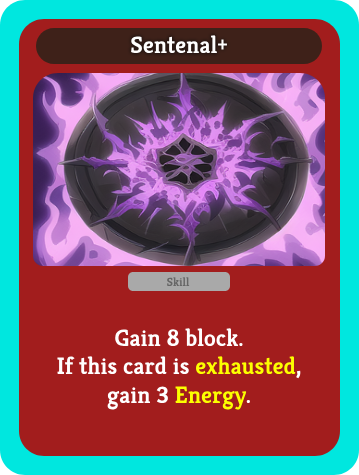 Sentenal+
Skill
Gain 8 block.
If this card is exhausted,
gain 3 Energy.